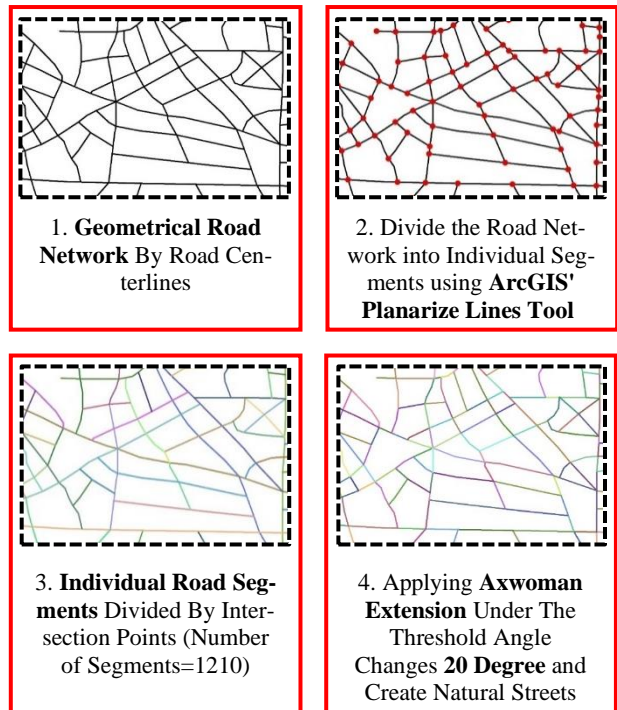 1. Geometrical Road
Network By Road Cen-
terlines
2. Divide the Road Net-
work into Individual Seg-
ments using ArcGIS'
Planarize Lines Tool
3. Individual Road Seg-
ments Divided By Inter-
section Points (Number
of Segments=1210)
4. Applying Axwoman
Extension Under The
Threshold Angle
Changes 20 Degree and
Create Natural Streets